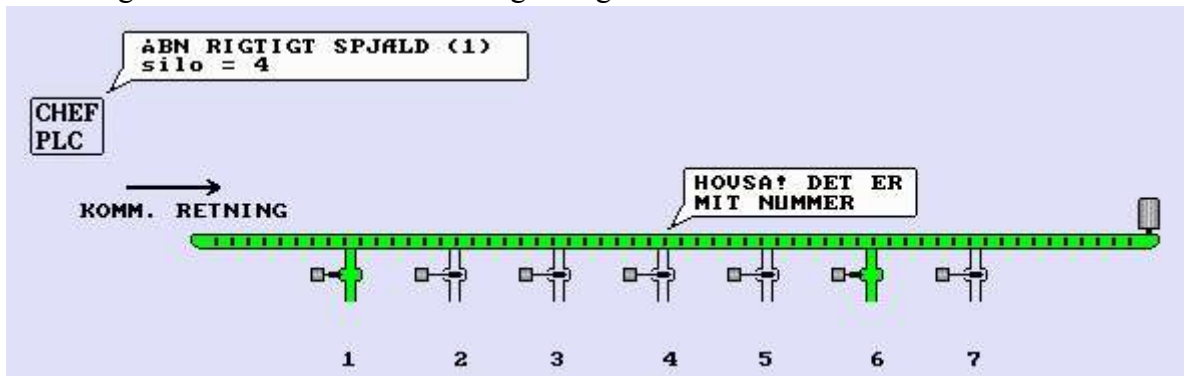 ÅBN RIGTIGT SPJÆLD (1)
silo = 4
CHEF
PLC
HOVSA! DET ER
MIT NUMMER
KOMM. RETNING
1 2 3 4 5 6 7